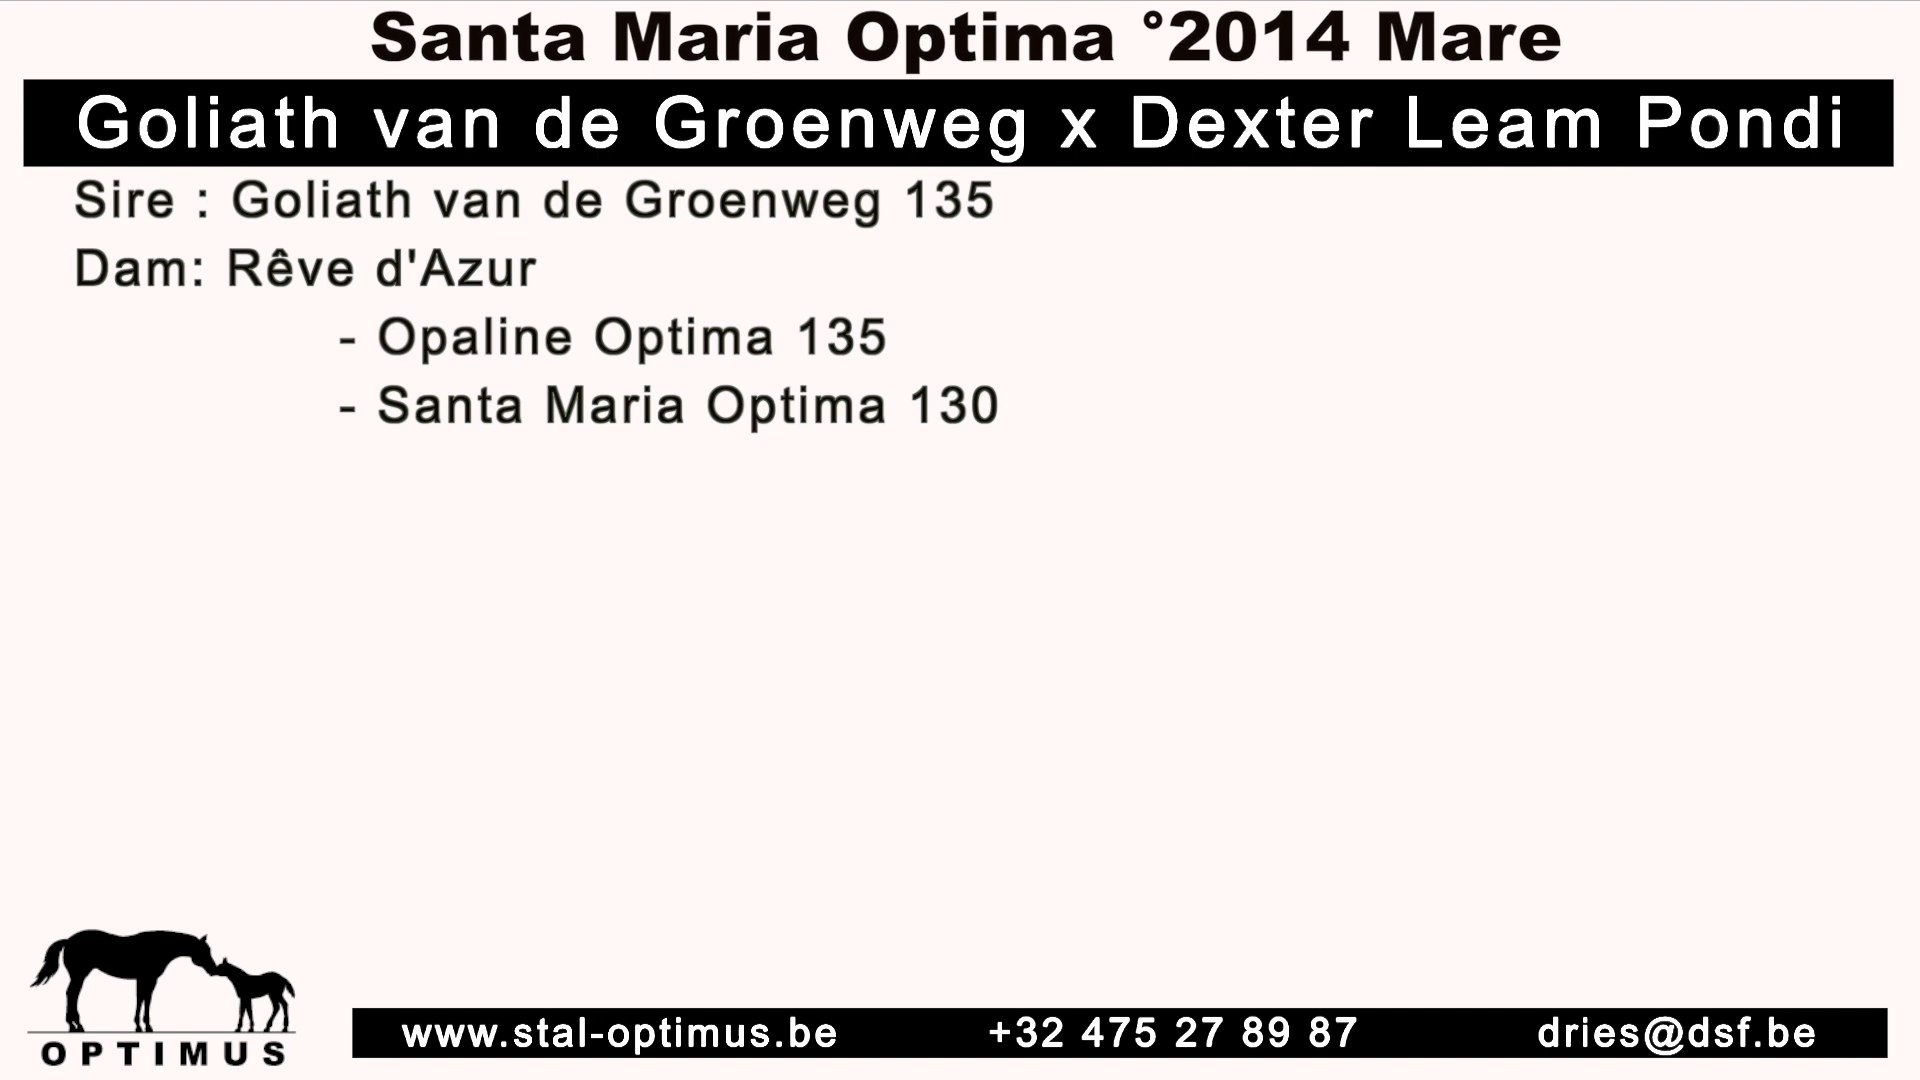 Santa Maria Optima °2014 Mare
Goliath van de Groenweg x Dexter Leam Pondi
Sire : Goliath van de Groenweg 135
Dam: Rêve d'Azur
- Opaline Optima 135
- Santa Maria Optima 130
OPTIMUS
www.stal-optimus.be +32 475 27 89 87 dries@dsf.be